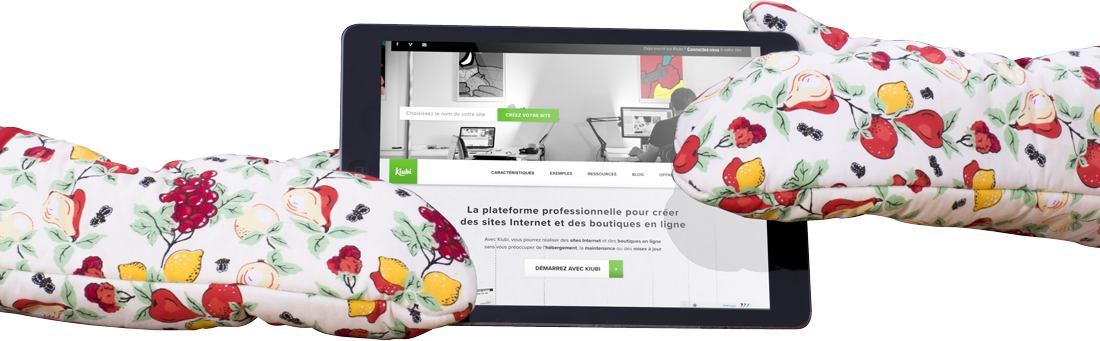 Déjà inscrit sur Kiubi ? Connectez-vous à votre site
Choisissez le nom de votre site
CRÉEZ VOTRE SITE
Kiubi
CARACTÉRISTIQUES EXEMPLES RESSOURCES BLOG
La plateforme professionnelle pour créer
des sites Internet et des boutiques en ligne
Avec Kiubi, vous pourrez réaliser des sites Internet et des boutiques en ligne
sans vous préoccuper de l'hébergement, la maintenance ou des mises à jour.
DÉMARREZ AVEC KIUBI